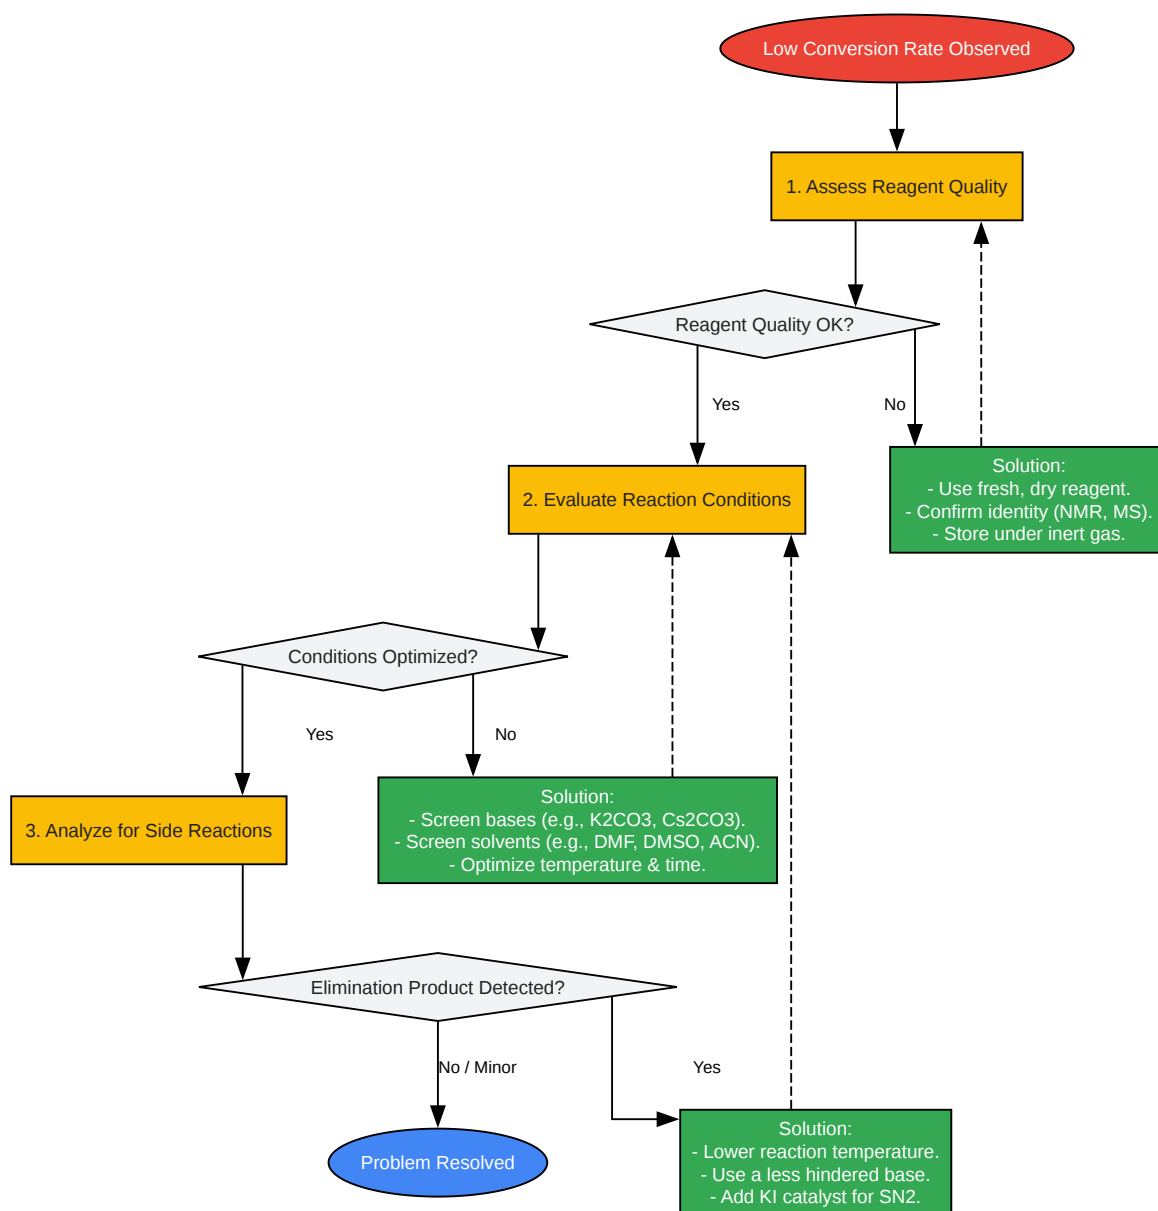 Low Conversion Rate Observed
1. Assess Reagent Quality
Reagent Quality OK?
Yes
No
Solution:
- Use fresh, dry reagent.
- Confirm identity (NMR, MS).
- Store under inert gas.
2. Evaluate Reaction Conditions
Conditions Optimized?
Yes
No
Solution:
- Screen bases (e.g., K2CO3, Cs2CO3).
- Screen solvents (e.g., DMF, DMSO, ACN).
- Optimize temperature & time.
3. Analyze for Side Reactions
Elimination Product Detected?
No / Minor
Yes
Solution:
- Lower reaction temperature.
- Use a less hindered base.
- Add KI catalyst for SN2.
Problem Resolved